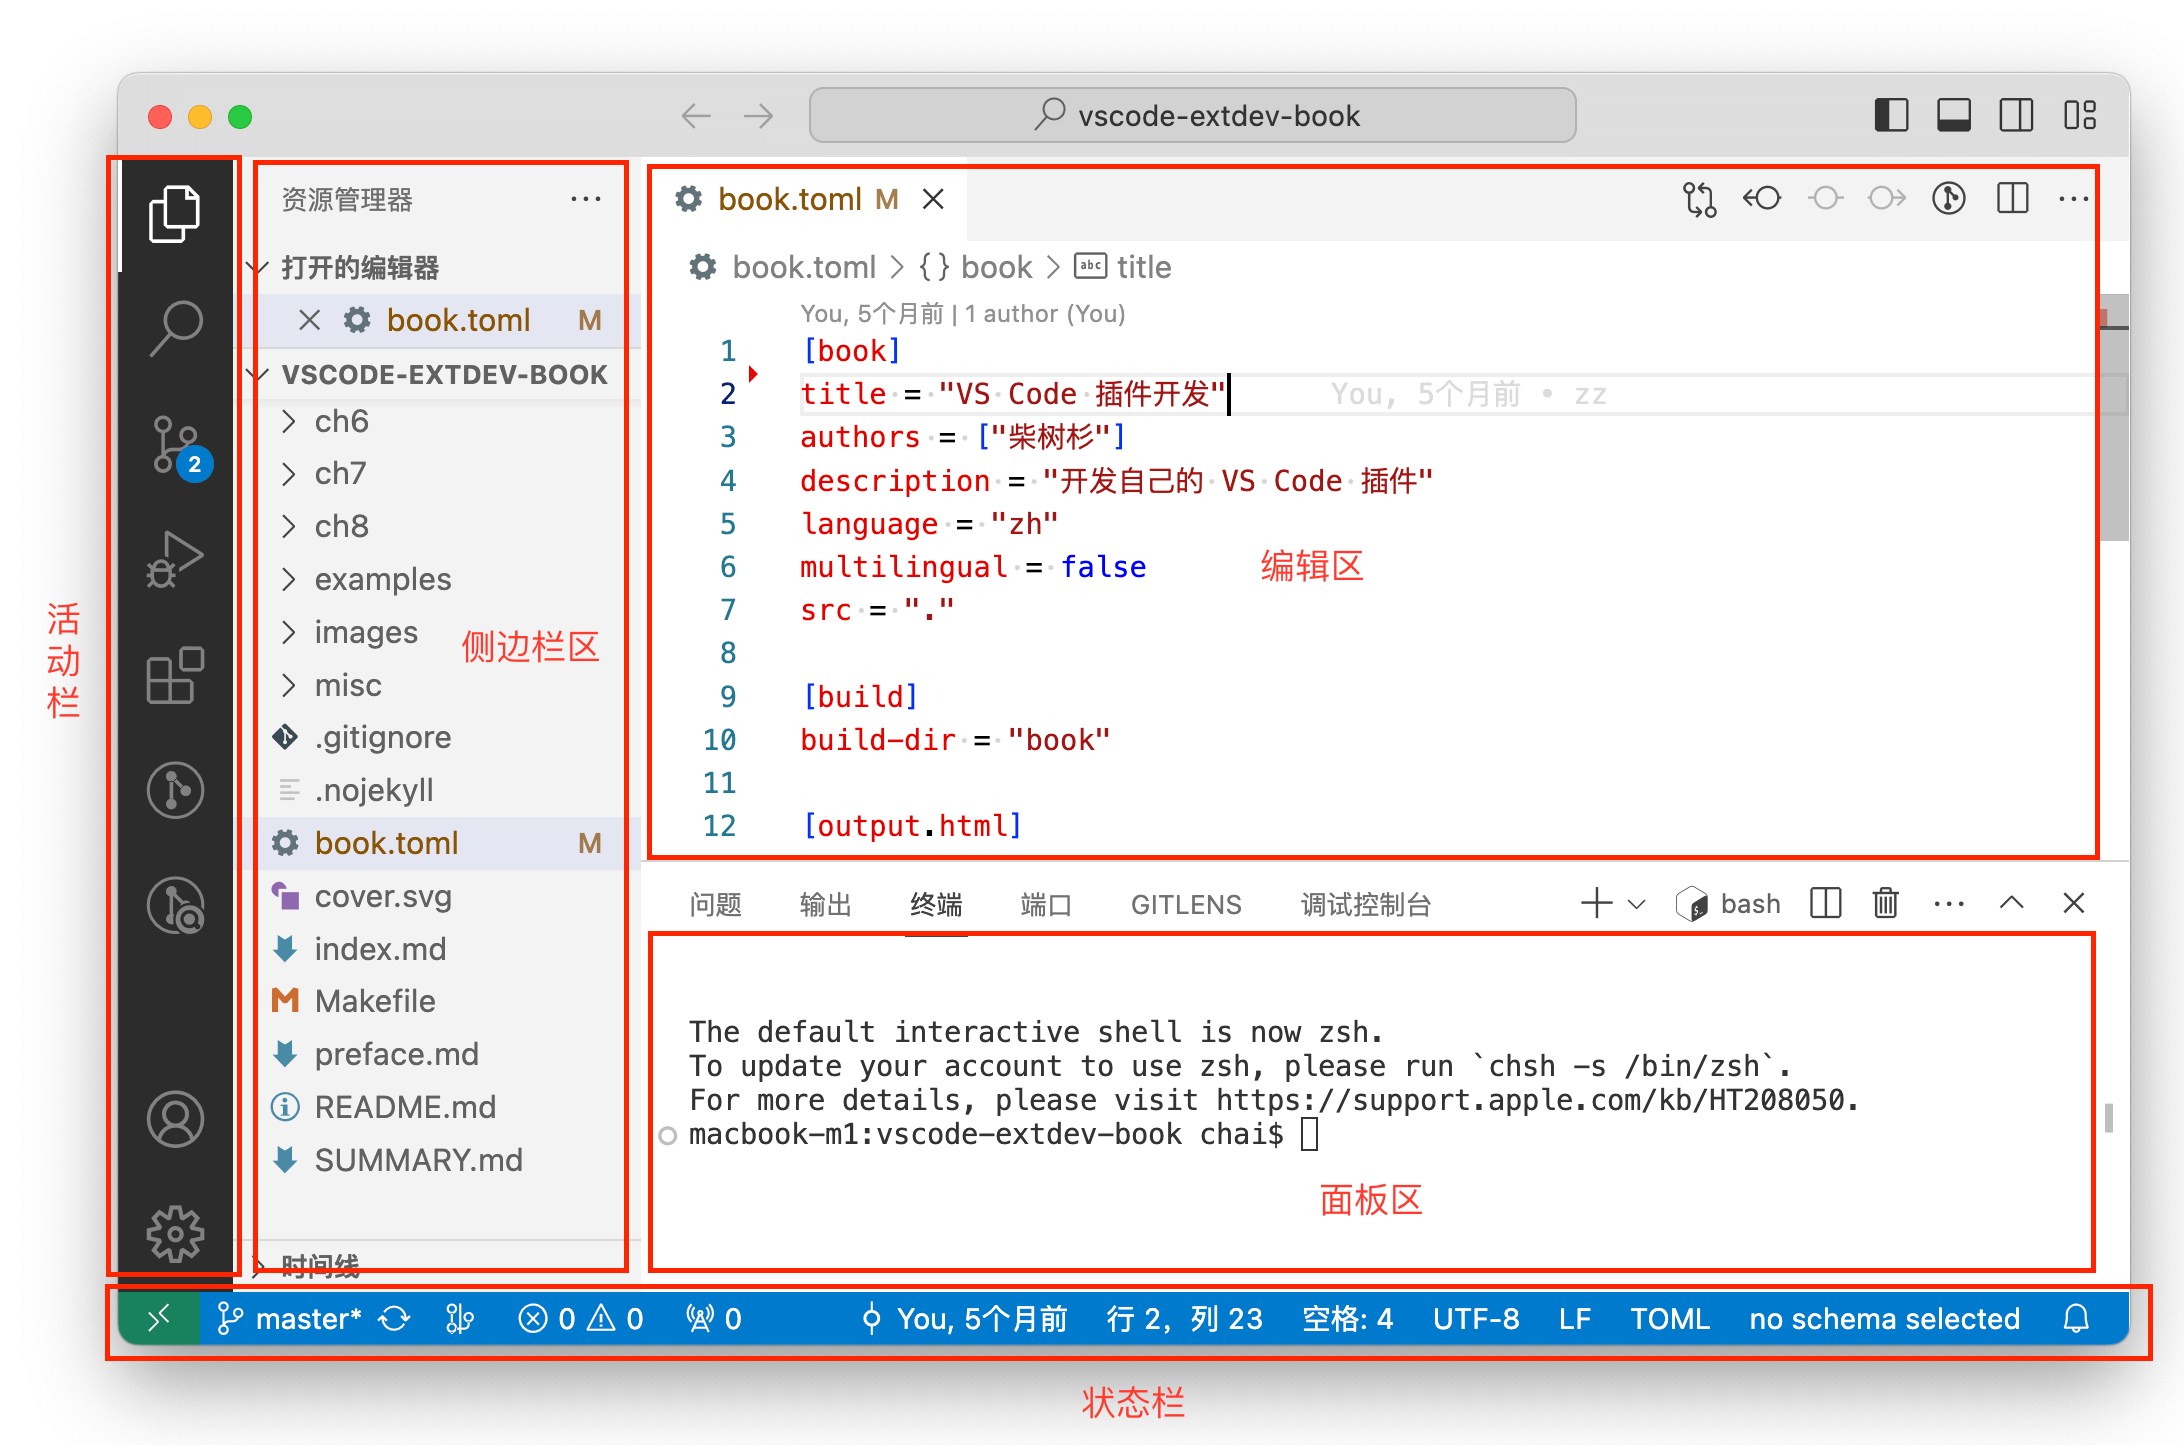 vscode-extdev-book
资源管理器
打开的编辑器
book.toml M
VSCODE-EXTDEV-BOOK
ch6
ch7
ch8
examples
images
misc
.gitignore
.nojekyll
book.toml M
cover.svg
index.md
Makefile
preface.md
README.md
SUMMARY.md
时间线
活动栏
2
侧边栏区
book.toml M
book.toml > {} book > abc title
You, 5个月前 | 1 author (You)
1 [book]
2 title = "VS Code 插件开发" You, 5个月前 • zz
3 authors = ["柴树杉"]
4 description = "开发自己的 VS Code 插件"
5 language = "zh"
6 multilingual = false
7 src = "."
8
9 [build]
10 build-dir = "book"
11
12 [output.html]
编辑区
问题 输出 终端 端口 GITLENS 调试控制台 bash
The default interactive shell is now zsh.
To update your account to use zsh, please run `chsh -s /bin/zsh`.
For more details, please visit https://support.apple.com/kb/HT208050.
macbook-m1:vscode-extdev-book chai$
面板区
master* 0 0 0 You, 5个月前 行 2，列 23 空格: 4 UTF-8 LF TOML no schema selected
状态栏